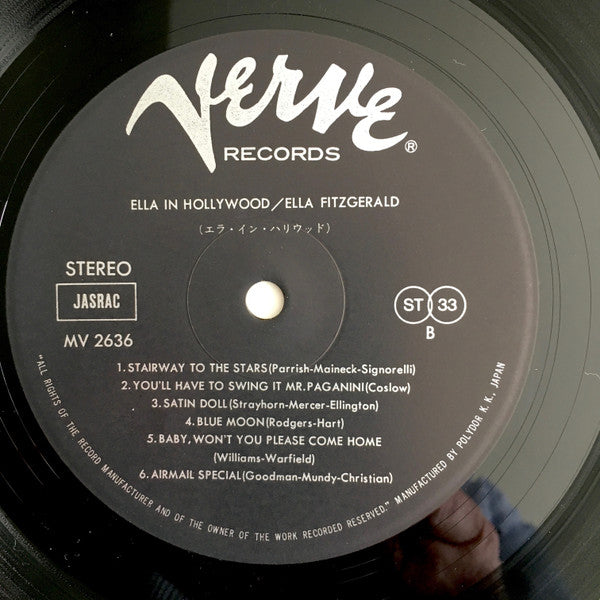 VERVE ®
RECORDS
ELLA IN HOLLYWOOD/ELLA FITZGERALD
(エラ・イン・ハリウッド)
STEREO
JASRAC
MV 2636
ST 33
B
1. STAIRWAY TO THE STARS(Parrish-Maineck-Signorelli)
2. YOU'LL HAVE TO SWING IT MR. PAGANINI(Coslow)
3. SATIN DOLL(Strayhorn-Mercer-Ellington)
4. BLUE MOON(Rodgers-Hart)
5. BABY, WON'T YOU PLEASE COME HOME
(Williams-Warfield)
6. AIRMAIL SPECIAL(Goodman-Mundy-Christian)
"ALL RIGHTS OF THE RECORD MANUFACTURER AND OF THE OWNER OF THE WORK RECORDED RESERVED." MANUFACTURED BY POLYDOR K. K., JAPAN